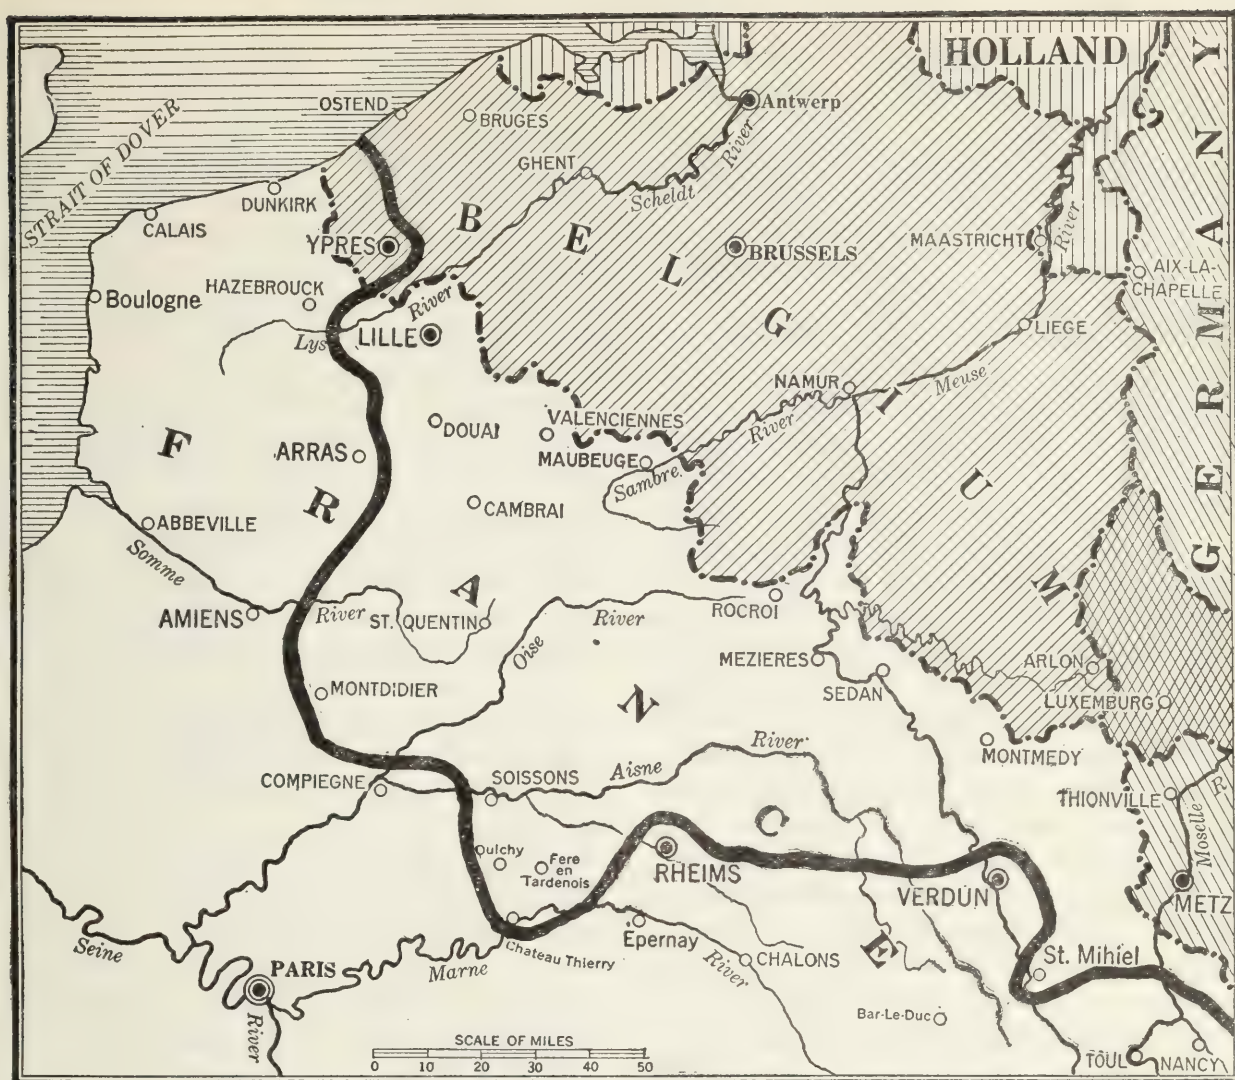 HOLLAND
GERMANY
STRAIT OF DOVER
OSTEND
BRUGES
Antwerp
GHENT
Scheldt River
DUNKIRK
CALAIS
YPRES
BELGIUM
BRUSSELS
MAASTRICHT
River
AIX-LA-
CHAPELLE
HAZEBROUCK
Boulogne
Lys River
LILLE
LIEGE
Meuse
NAMUR
FRANCE
ARRAS
DOUAI
VALENCIENNES
MAUBEUGE
Sambre River
CAMBRAI
ABBEVILLE
Somme River
AMIENS
ST. QUENTIN
Oise River
ROCROI
MEZIERES
SEDAN
ARLON
LUXEMBURG
MONTDIDIER
MONTMEDY
COMPIEGNE
SOISSONS
Aisne River
THIONVILLE
Moselle R
Oulchy
Fere
en
Tardenois
RHEIMS
VERDUN
METZ
Seine River
PARIS
Marne River
Chateau Thierry
Epernay
CHALONS
St. Mihiel
Bar-Le-Duc
TOUL
NANCY
SCALE OF MILES
0 10 20 30 40 50